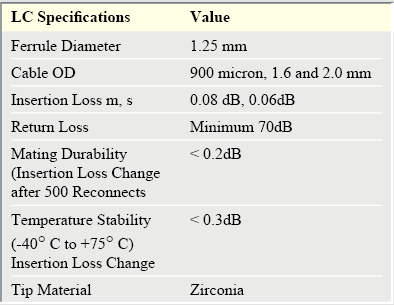 LC Specifications Value
Ferrule Diameter 1.25 mm
Cable OD 900 micron, 1.6 and 2.0 mm
Insertion Loss m, s 0.08 dB, 0.06dB
Return Loss Minimum 70dB
Mating Durability < 0.2dB
(Insertion Loss Change
after 500 Reconnects
Temperature Stability < 0.3dB
(-40° C to +75° C)
Insertion Loss Change
Tip Material Zirconia